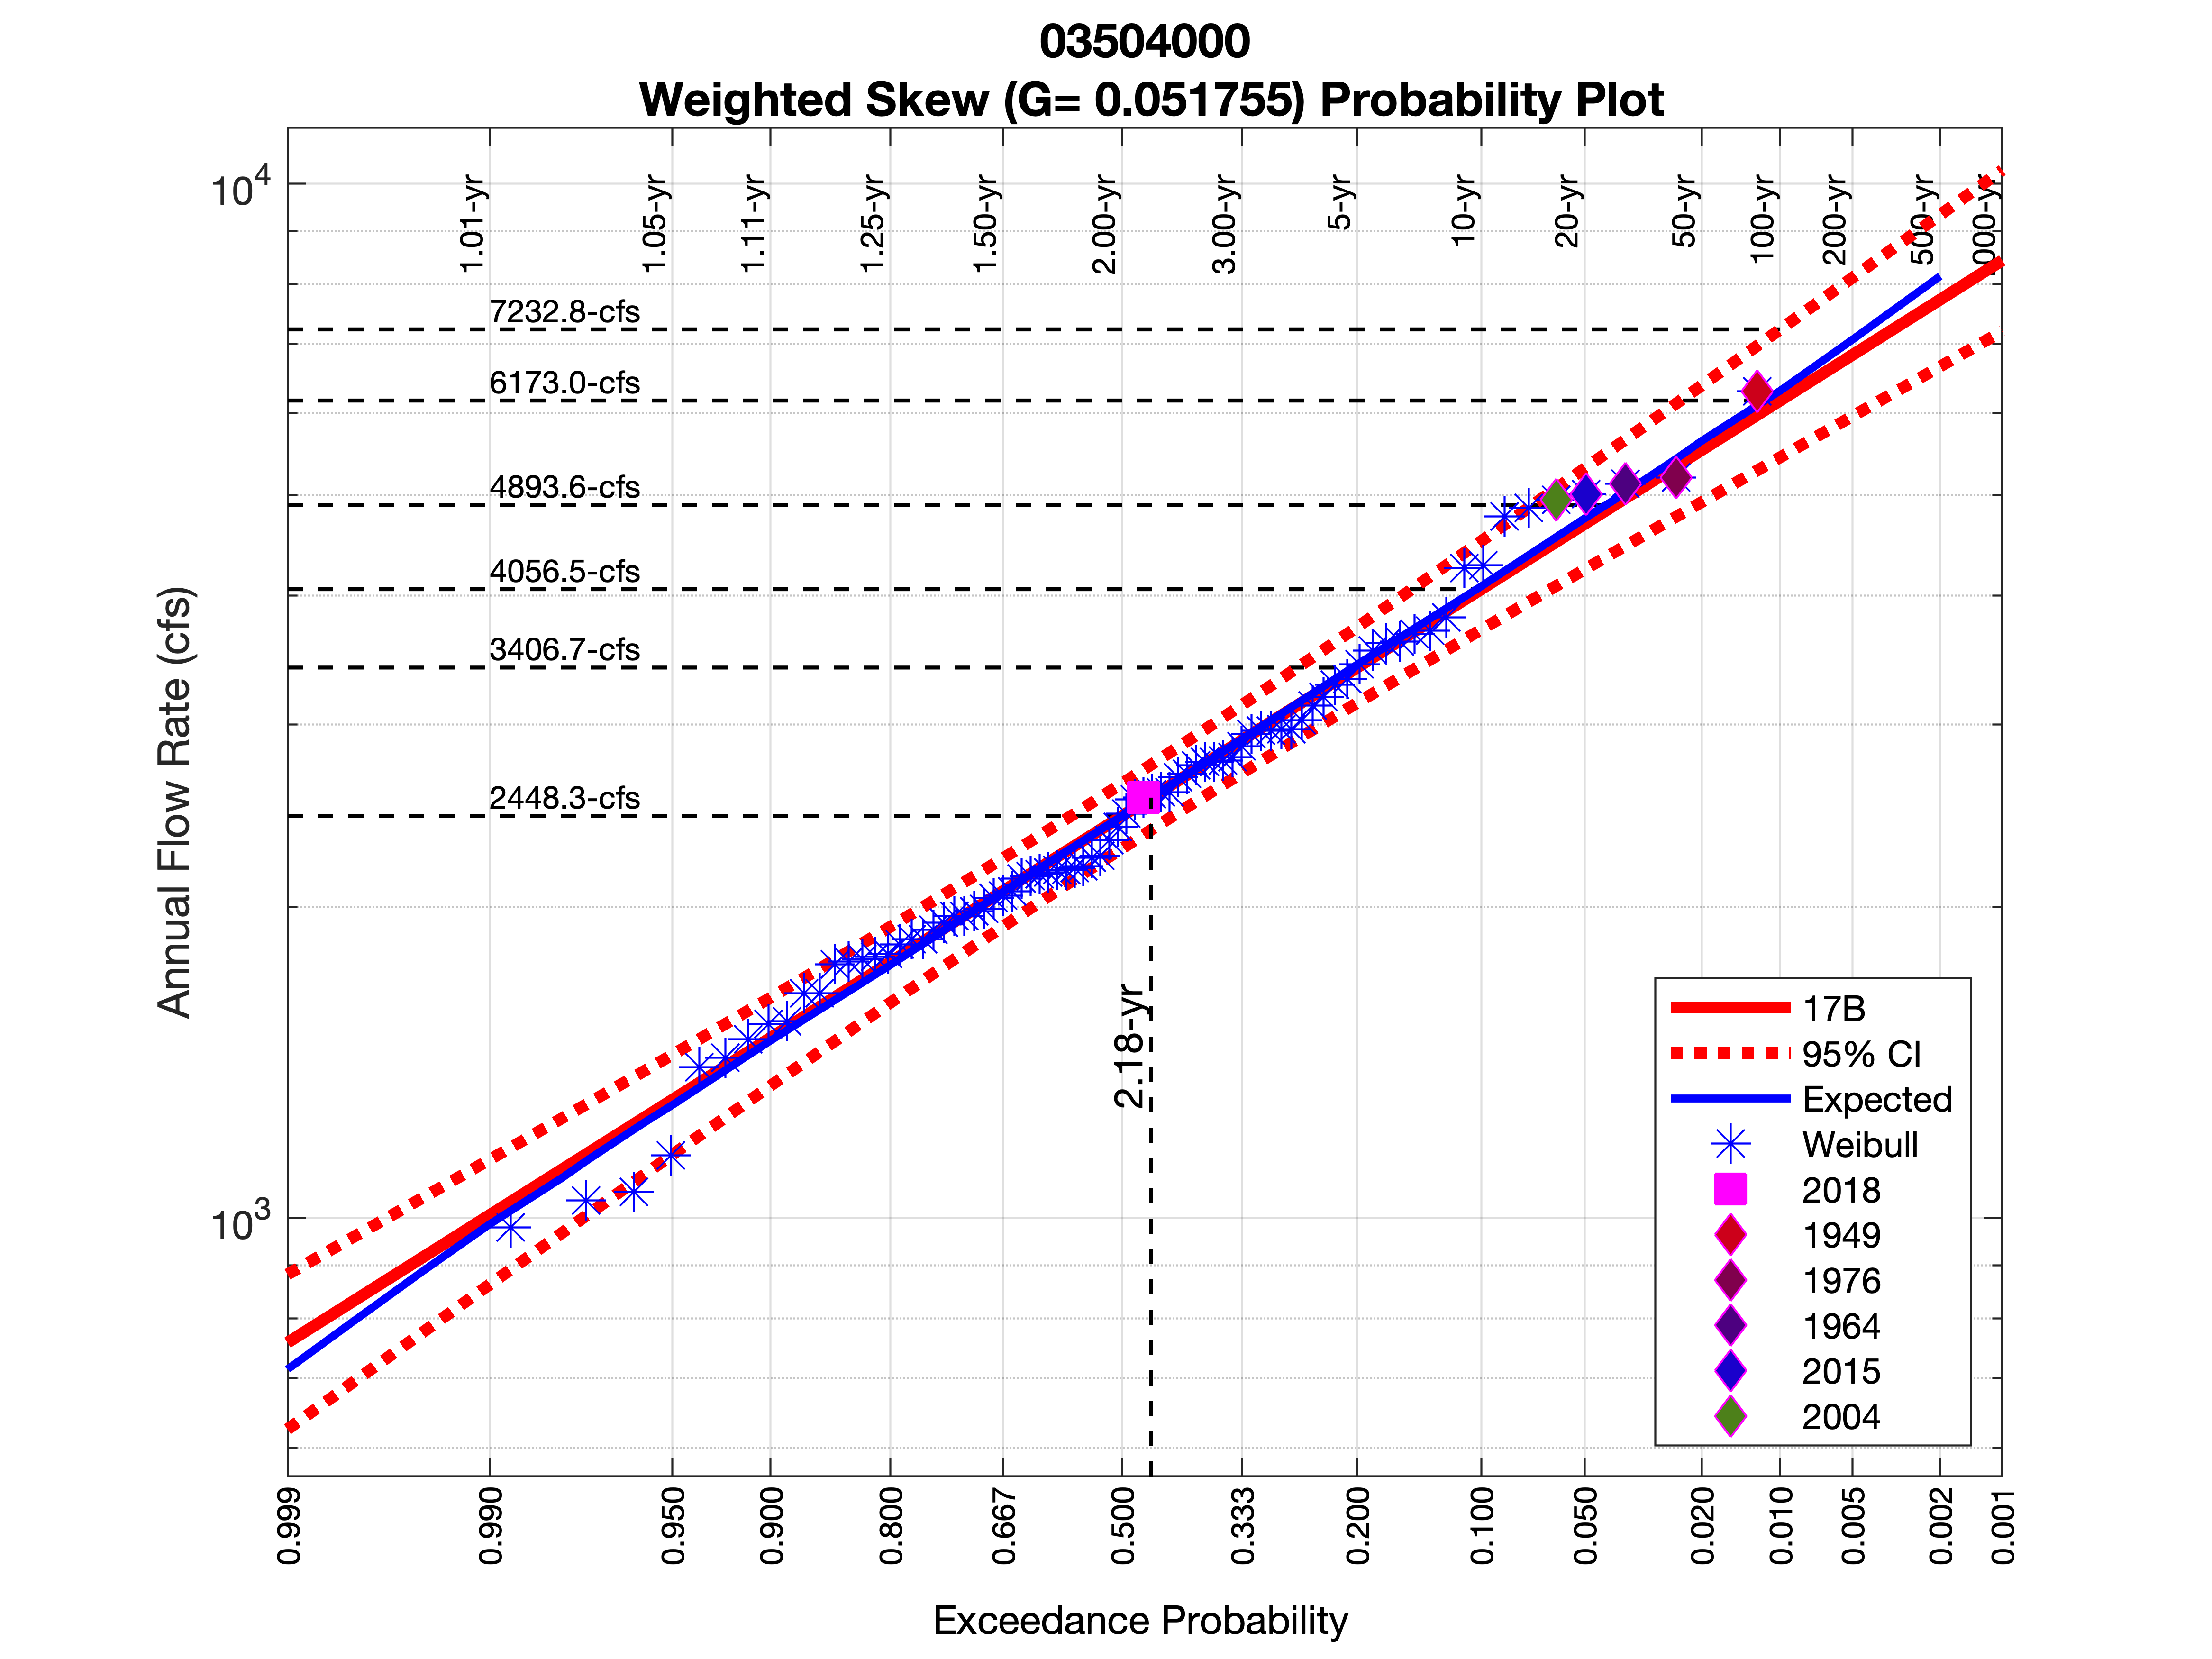 03504000
Weighted Skew (G= 0.051755) Probability Plot
Annual Flow Rate (cfs)
10^4
10^3
1.01-yr
1.05-yr
1.11-yr
1.25-yr
1.50-yr
2.00-yr
3.00-yr
5-yr
10-yr
20-yr
50-yr
100-yr
200-yr
500-yr
000-yr
7232.8-cfs
6173.0-cfs
4893.6-cfs
4056.5-cfs
3406.7-cfs
2448.3-cfs
2.18-yr
17B
95% CI
Expected
Weibull
2018
1949
1976
1964
2015
2004
0.999
0.990
0.950
0.900
0.800
0.667
0.500
0.333
0.200
0.100
0.050
0.020
0.010
0.005
0.002
0.001
Exceedance Probability